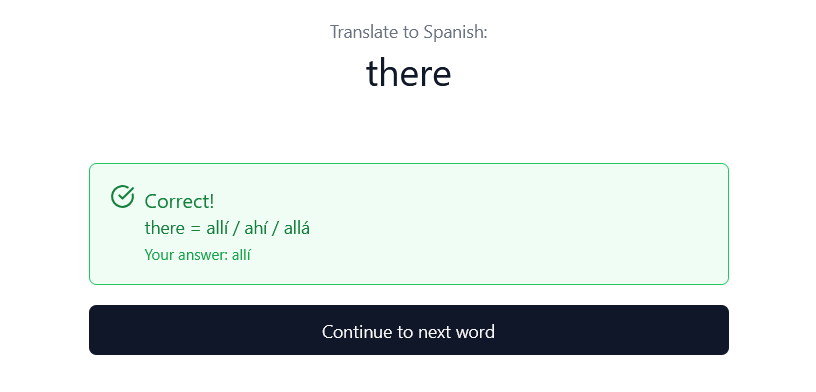 Translate to Spanish:
there
Correct!
there = allí / ahí / allá
Your answer: allí
Continue to next word